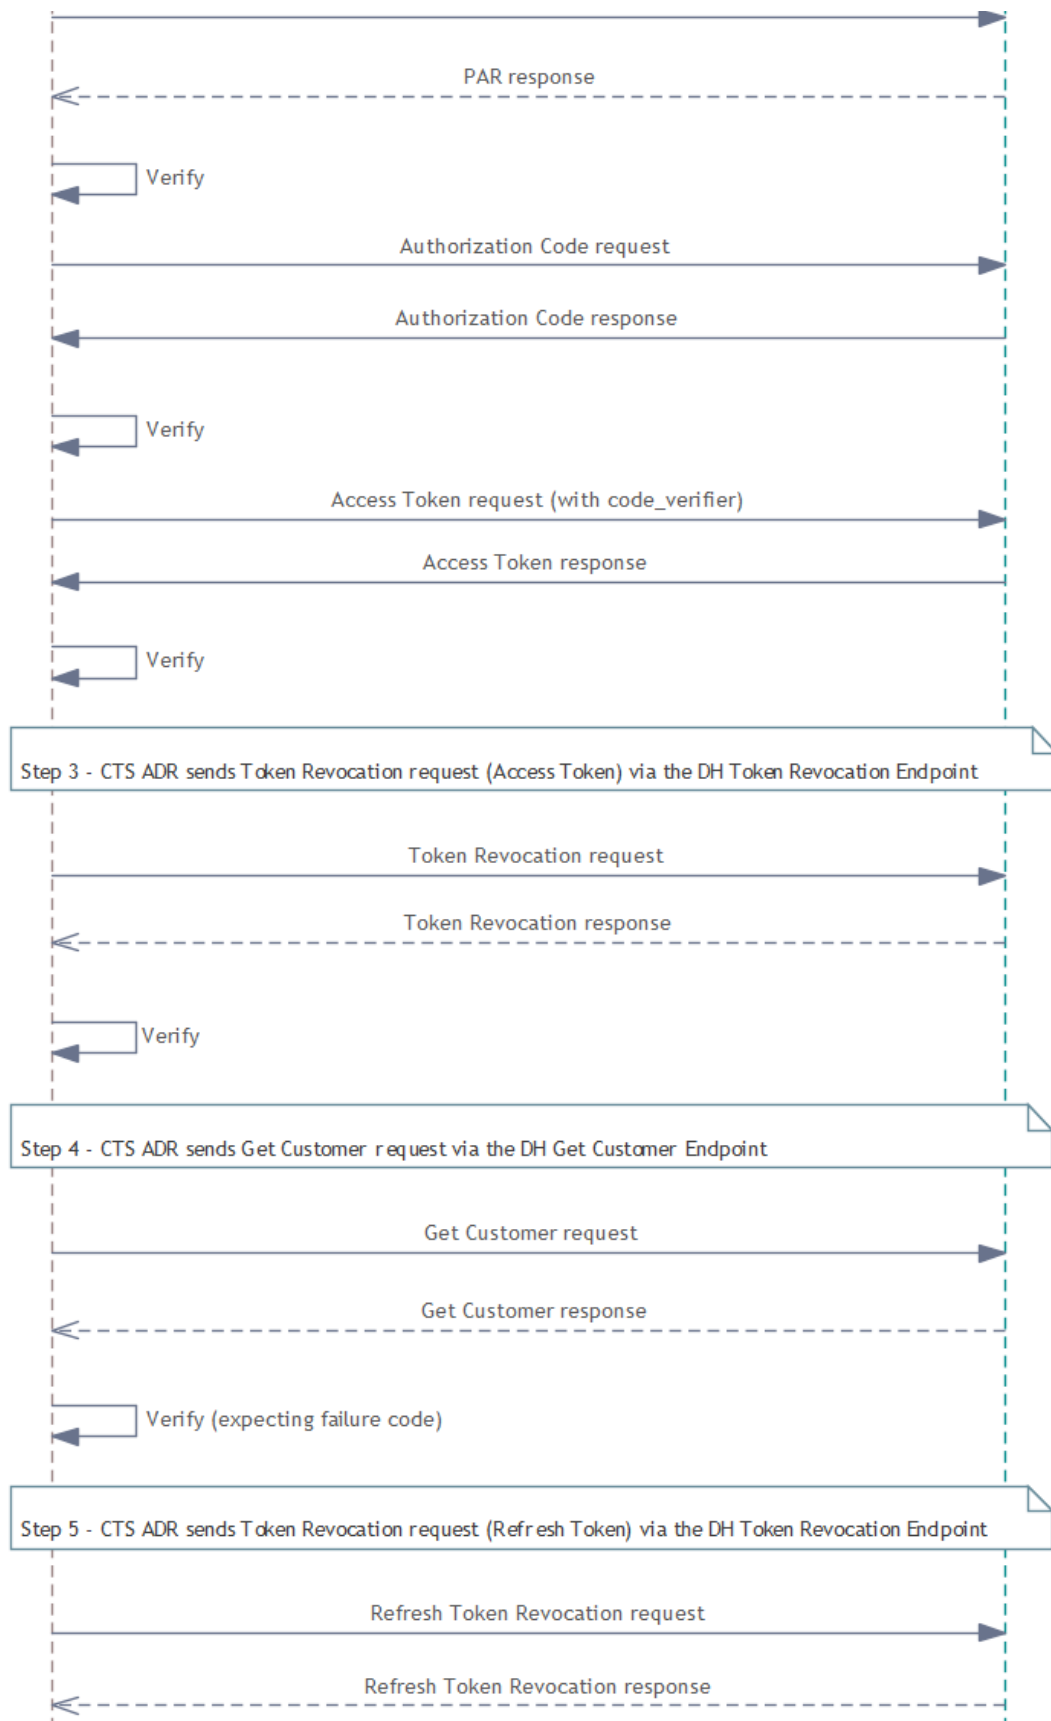 PAR response
Verify
Authorization Code request
Authorization Code response
Verify
Access Token request (with code_verifier)
Access Token response
Verify
Step 3 - CTS ADR sends Token Revocation request (Access Token) via the DH Token Revocation Endpoint
Token Revocation request
Token Revocation response
Verify
Step 4 - CTS ADR sends Get Customer request via the DH Get Customer Endpoint
Get Customer request
Get Customer response
Verify (expecting failure code)
Step 5 - CTS ADR sends Token Revocation request (Refresh Token) via the DH Token Revocation Endpoint
Refresh Token Revocation request
Refresh Token Revocation response